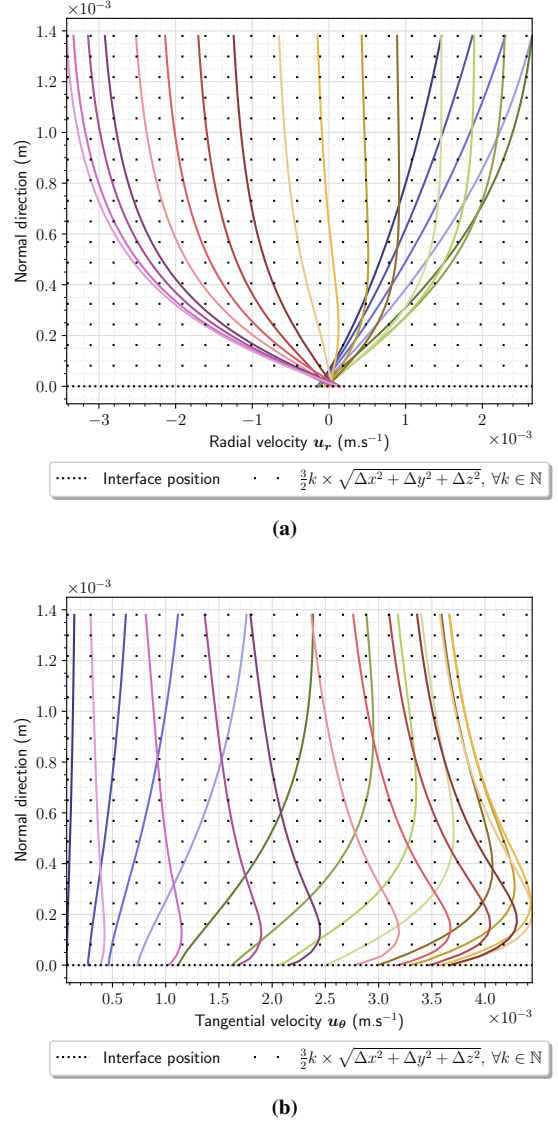 ×10⁻³
1.4
1.2
1.0
0.8
0.6
0.4
0.2
0.0
Normal direction (m)
−3 −2 −1 0 1 2
Radial velocity u_r (m.s⁻¹)
×10⁻³
Interface position
3/2 k × √(Δx² + Δy² + Δz²), ∀k ∈ ℕ
(a)
×10⁻³
1.4
1.2
1.0
0.8
0.6
0.4
0.2
0.0
Normal direction (m)
0.5 1.0 1.5 2.0 2.5 3.0 3.5 4.0
Tangential velocity u_θ (m.s⁻¹)
×10⁻³
Interface position
3/2 k × √(Δx² + Δy² + Δz²), ∀k ∈ ℕ
(b)